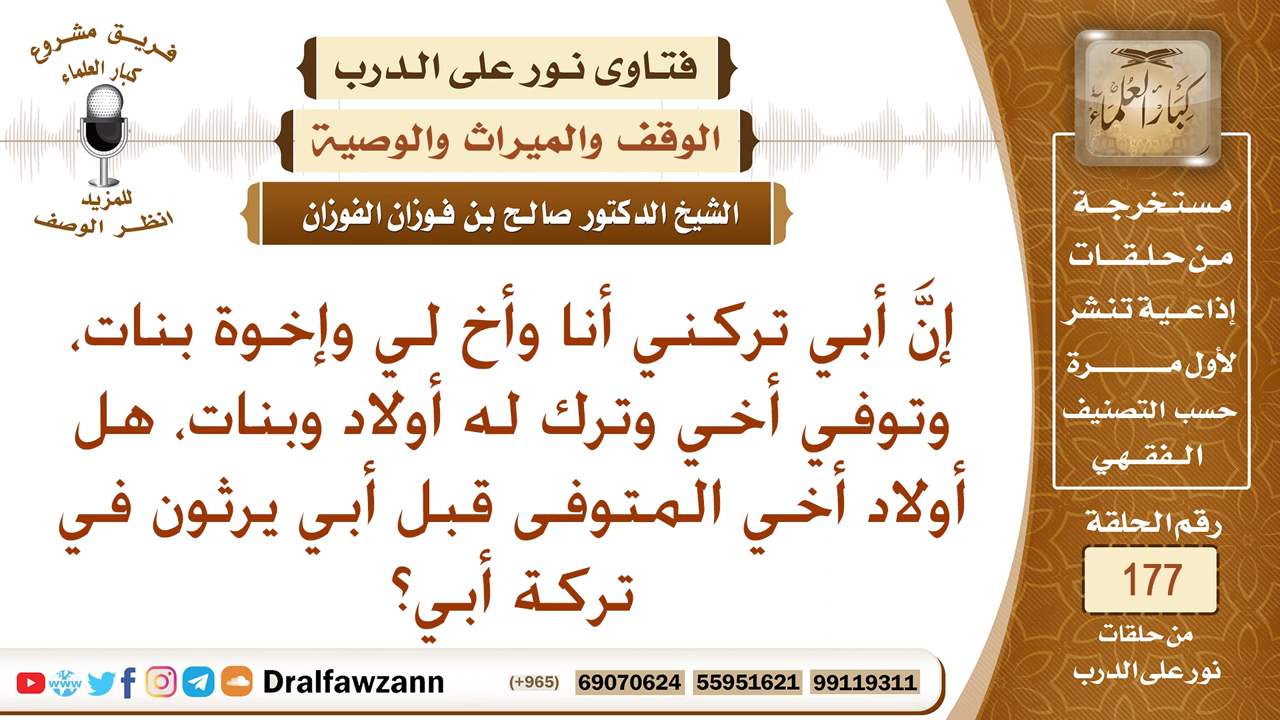 فريق مشروع
كبار العلماء
للمزيد
انظر الوصف
فتاوى نور على الدرب
الوقف والميراث والوصية
الشيخ الدكتور صالح بن فوزان الفوزان
إنَّ أبي تركني أنا وأخ لي وإخوة بنات،
وتوفي أخي وترك له أولاد وبنات، هل
أولاد أخي المتوفى قبل أبي يرثون في
تركة أبي؟
كبار العلماء
مستخرجة
من حلقات
إذاعية تنشر
لأول مرة
حسب التصنيف
الفقهي
رقم الحلقة
177
من حلقات
نور على الدرب
www
Dralfawzann (+965) 69070624 55951621 99119311